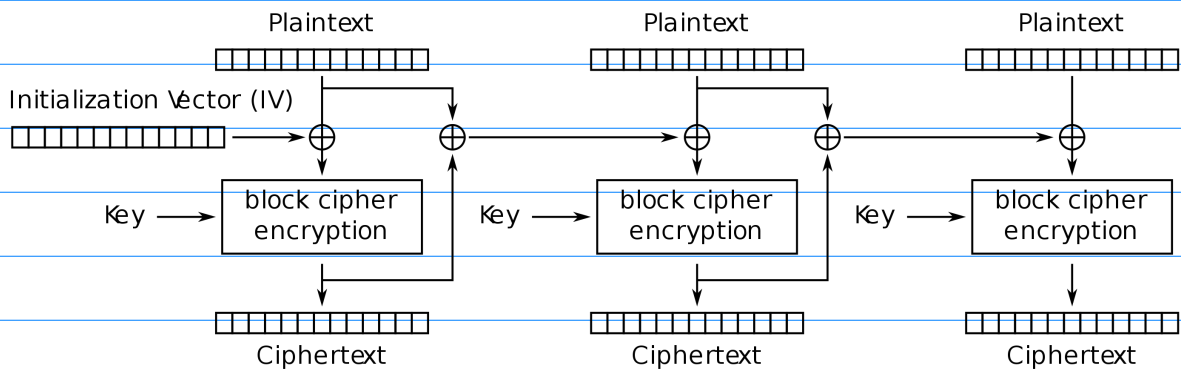 Plaintext
Plaintext
Plaintext
Initialization Vector (IV)
Key
block cipher
encryption
Key
block cipher
encryption
Key
block cipher
encryption
Ciphertext
Ciphertext
Ciphertext